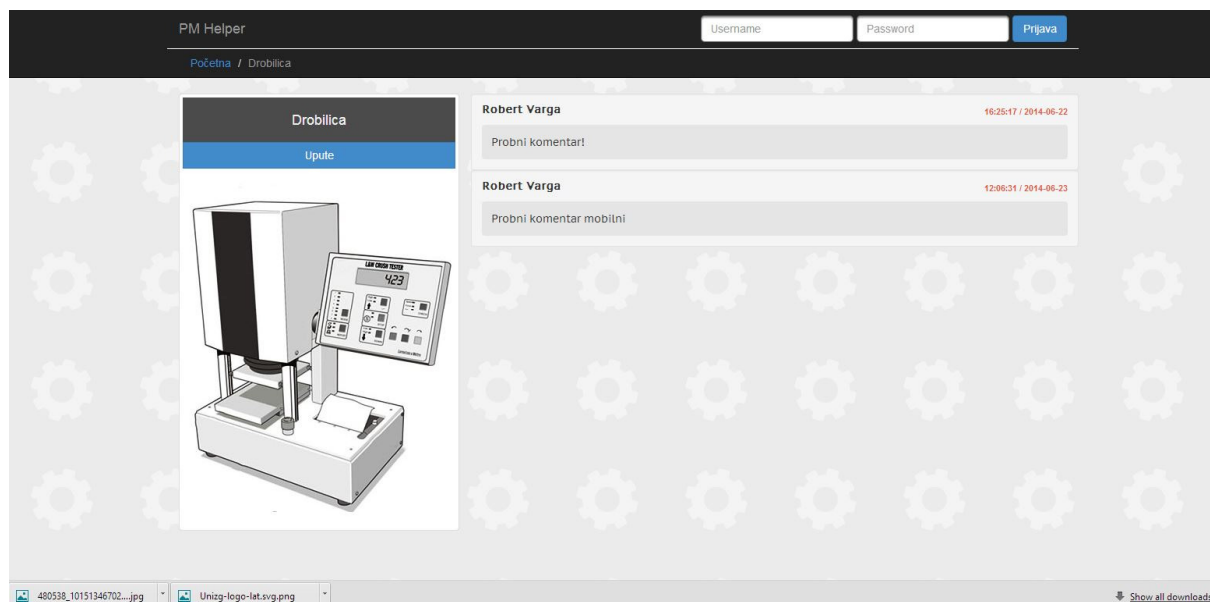 PM Helper
Username
Password
Prijava
Početna / Drobilica
Drobilica
Upute
L&W CRUSH TESTER
423
Robert Varga
16:25:17 / 2014-06-22
Probni komentar!
Robert Varga
12:06:31 / 2014-06-23
Probni komentar mobilni
480538_10151346702....jpg
Unizg-logo-lat.svg.png
Show all downloads